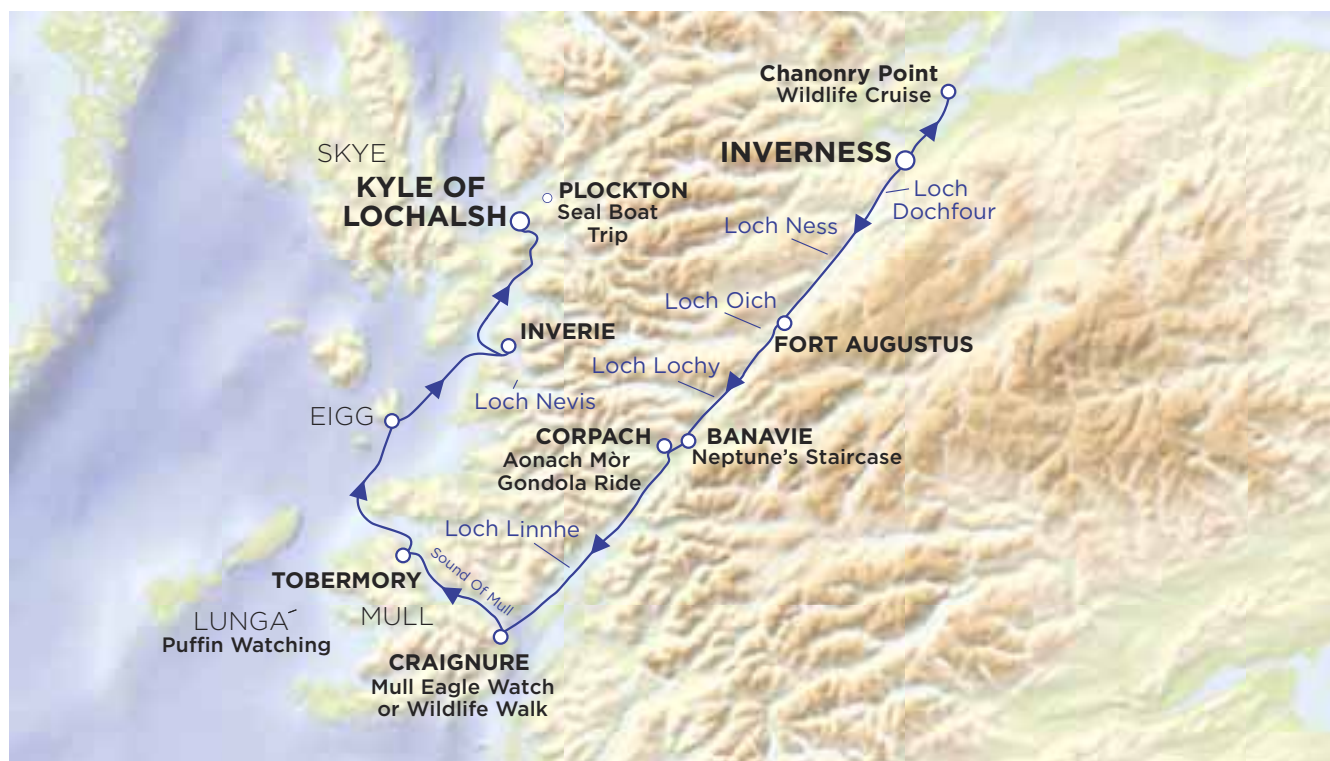 Chanonry Point
Wildlife Cruise
INVERNESS
Loch
Dochfour
SKYE
KYLE OF
LOCHALSH
PLOCKTON
Seal Boat
Trip
Loch Ness
Loch Oich
FORT AUGUSTUS
INVERIE
Loch Lochy
Loch Nevis
EIGG
CORPACH
Aonach Mòr
Gondola Ride
BANAVIE
Neptune's Staircase
Loch Linnhe
Sound Of Mull
TOBERMORY
MULL
LUNGA
Puffin Watching
CRAIGNURE
Mull Eagle Watch
or Wildlife Walk